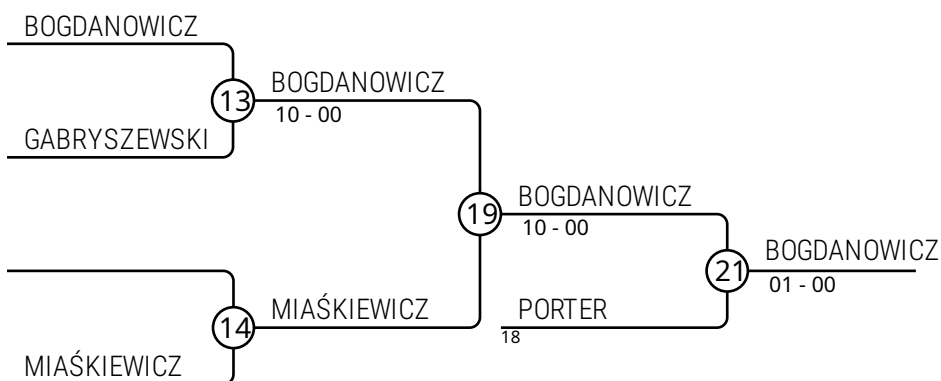 BOGDANOWICZ
13
BOGDANOWICZ
10 - 00
GABRYSZEWSKI
19
BOGDANOWICZ
10 - 00
21
BOGDANOWICZ
01 - 00
14
MIAŚKIEWICZ
PORTER
18
MIAŚKIEWICZ